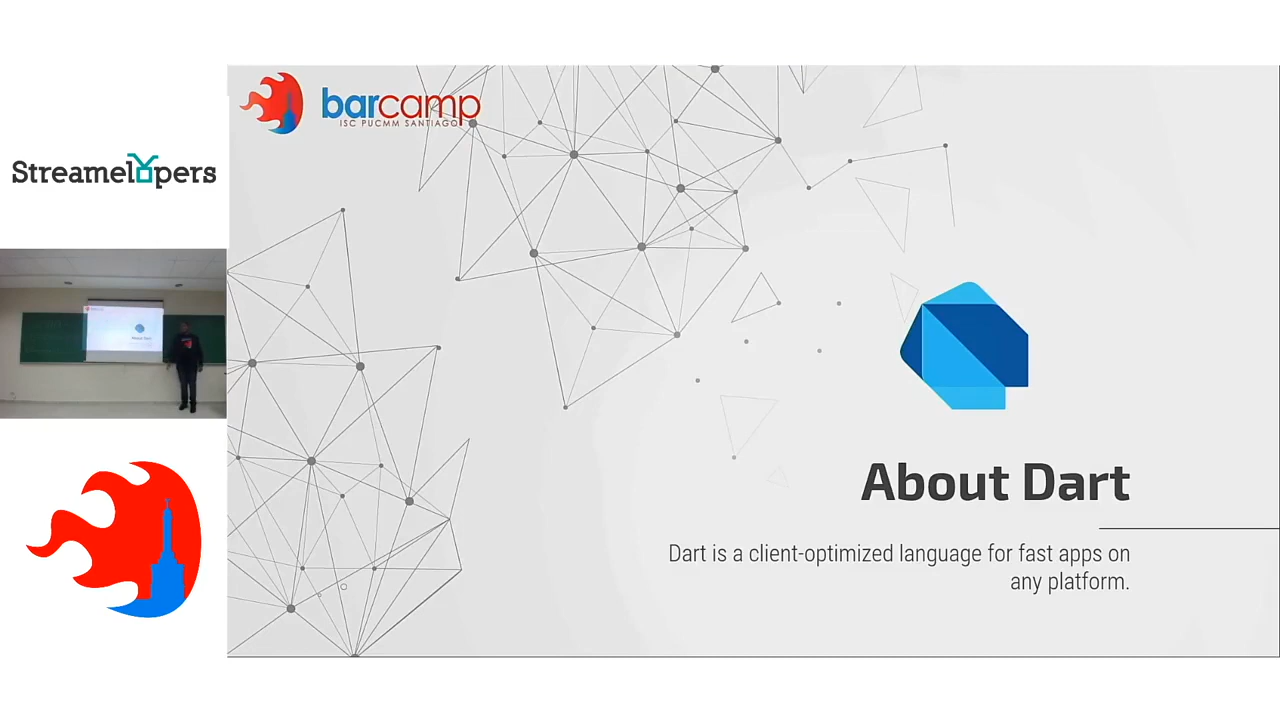 barcamp
ISC PUCMM SANTIAGO
Streamelopers
About Dart
Dart is a client-optimized language for fast apps on
any platform.